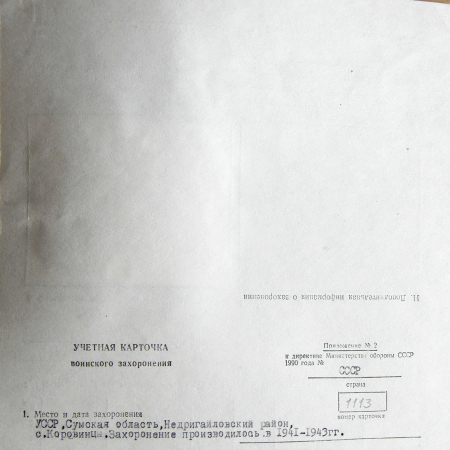 11. Дополнительная информация о захоронении
УЧЕТНАЯ КАРТОЧКА
воинского захоронения
Приложение № 2
к директиве Министерства обороны СССР
1990 года №
СССР
страна
1113
номер карточки
1. Место и дата захоронения
УССР,Сумская область,Недригайловский район,
с.Коровинцы.Захоронение производилось в 1941-1943гг.